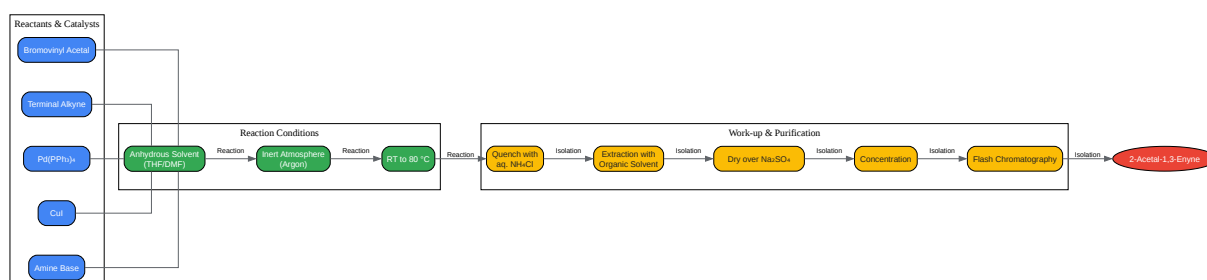 Reactants & Catalysts
Bromovinyl Acetal
Terminal Alkyne
Pd(PPh₃)₄
CuI
Amine Base
Reaction Conditions
Anhydrous Solvent
(THF/DMF)
Reaction
Inert Atmosphere
(Argon)
Reaction
RT to 80 °C
Reaction
Work-up & Purification
Quench with
aq. NH₄Cl
Isolation
Extraction with
Organic Solvent
Isolation
Dry over Na₂SO₄
Isolation
Concentration
Isolation
Flash Chromatography
Isolation
2-Acetal-1,3-Enyne